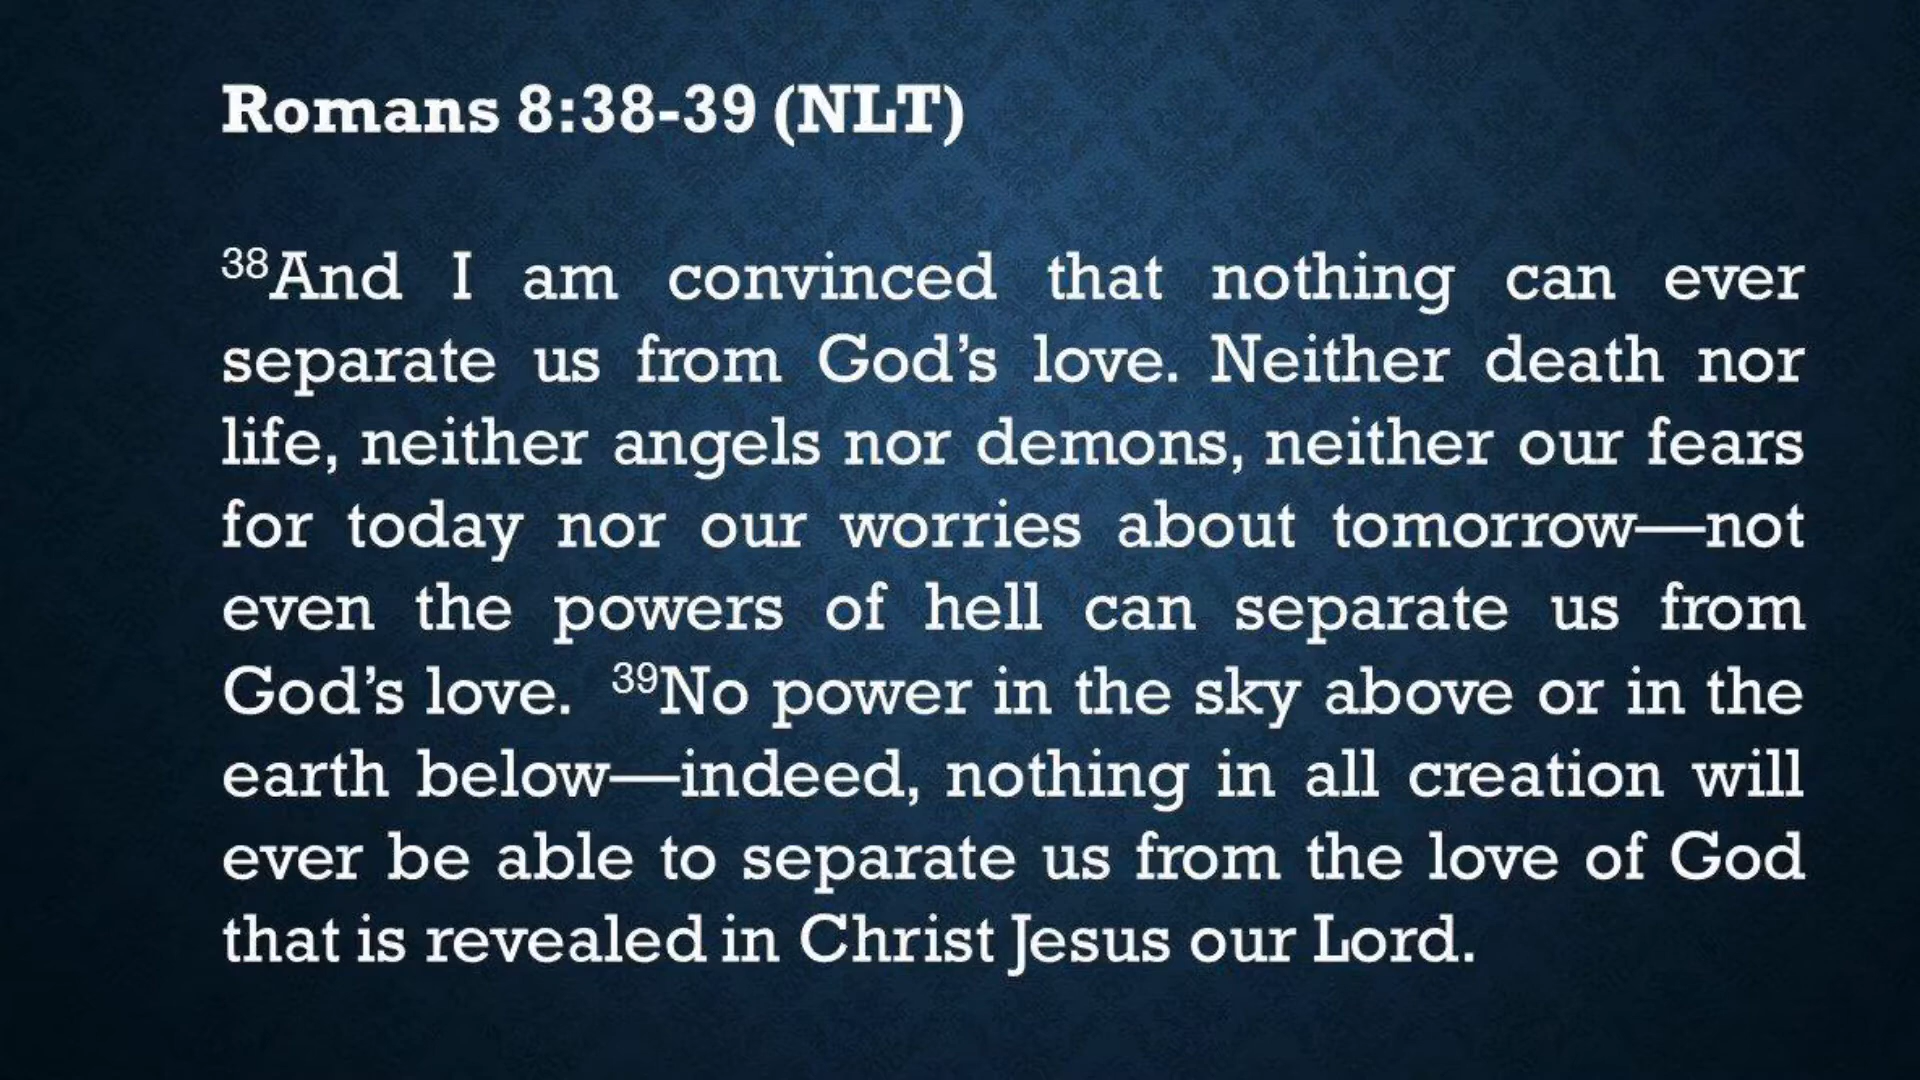 Romans 8:38-39 (NLT)
³⁸And I am convinced that nothing can ever
separate us from God’s love. Neither death nor
life, neither angels nor demons, neither our fears
for today nor our worries about tomorrow—not
even the powers of hell can separate us from
God’s love. ³⁹No power in the sky above or in the
earth below—indeed, nothing in all creation will
ever be able to separate us from the love of God
that is revealed in Christ Jesus our Lord.